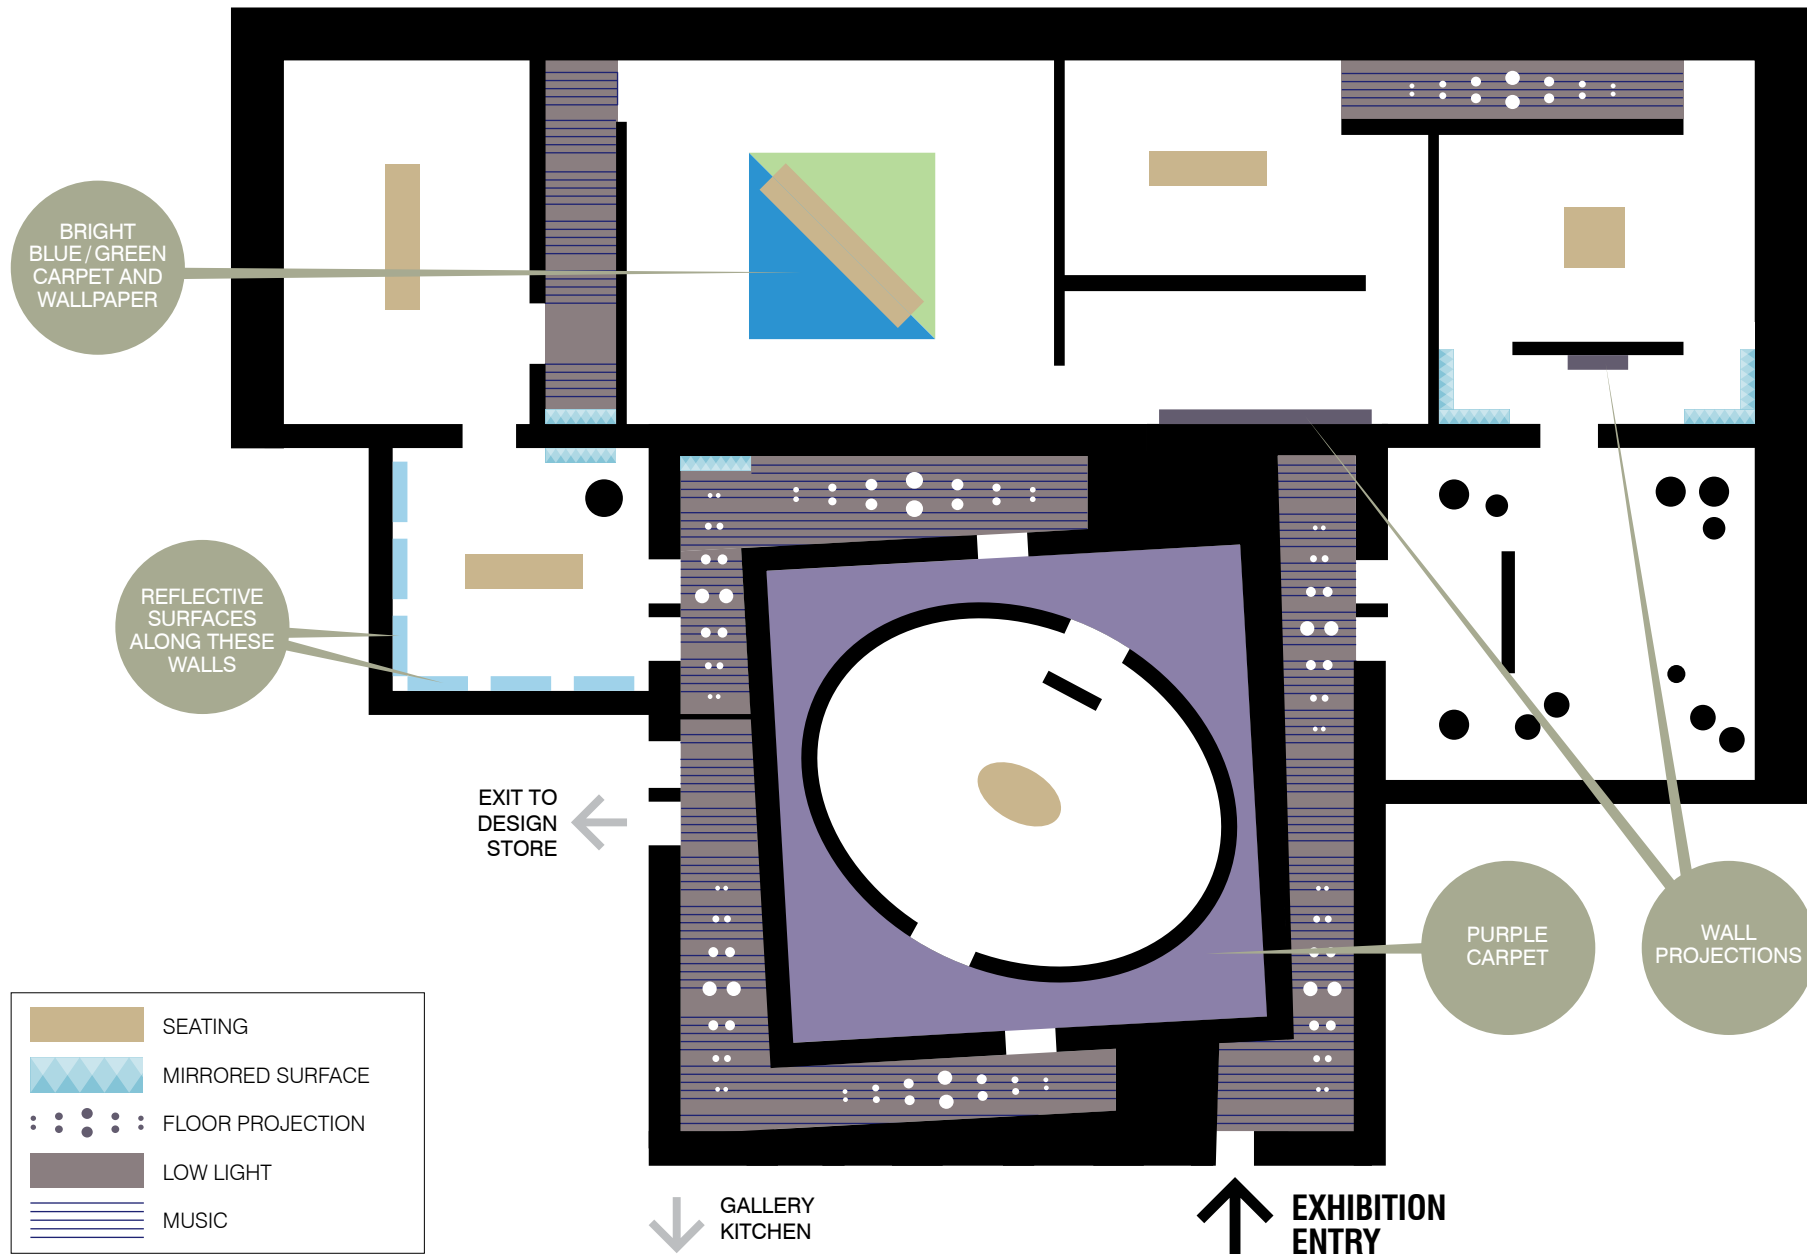 BRIGHT
BLUE / GREEN
CARPET AND
WALLPAPER
REFLECTIVE
SURFACES
ALONG THESE
WALLS
EXIT TO
DESIGN
STORE
PURPLE
CARPET
WALL
PROJECTIONS
SEATING
MIRRORED SURFACE
FLOOR PROJECTION
LOW LIGHT
MUSIC
GALLERY
KITCHEN
EXHIBITION
ENTRY